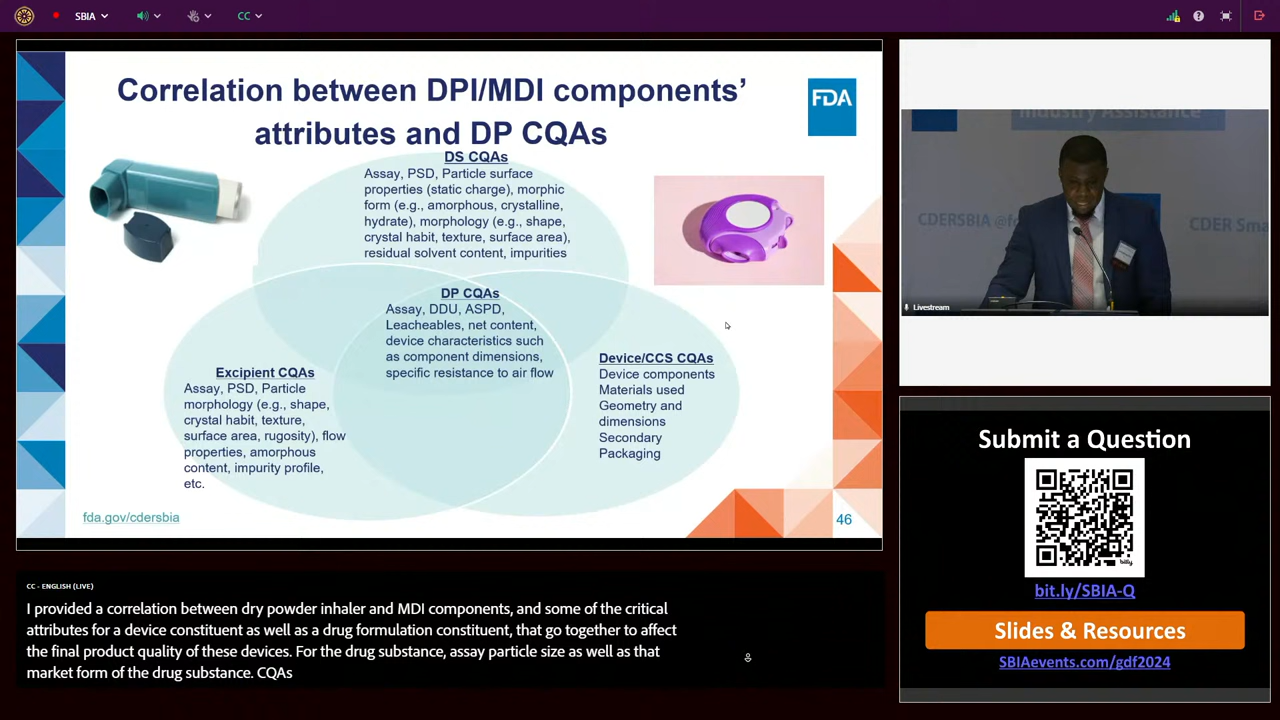 SBIA
CC
Correlation between DPI/MDI components’
attributes and DP CQAs
FDA
DS CQAs
Assay, PSD, Particle surface
properties (static charge), morphic
form (e.g., amorphous, crystalline,
hydrate), morphology (e.g., shape,
crystal habit, texture, surface area),
residual solvent content, impurities
DP CQAs
Assay, DDU, ASPD,
Leacheables, net content,
device characteristics such
as component dimensions,
specific resistance to air flow
Excipient CQAs
Assay, PSD, Particle
morphology (e.g., shape,
crystal habit, texture,
surface area, rugosity), flow
properties, amorphous
content, impurity profile,
etc.
Device/CCS CQAs
Device components
Materials used
Geometry and
dimensions
Secondary
Packaging
fda.gov/cdersbia
46
Industry Assistance
CDERSBIA @f
CDER Sma
Livestream
Submit a Question
bitly
bit.ly/SBIA-Q
Slides & Resources
SBIAevents.com/gdf2024
CC - ENGLISH (LIVE)
I provided a correlation between dry powder inhaler and MDI components, and some of the critical
attributes for a device constituent as well as a drug formulation constituent, that go together to affect
the final product quality of these devices. For the drug substance, assay particle size as well as that
market form of the drug substance. CQAs